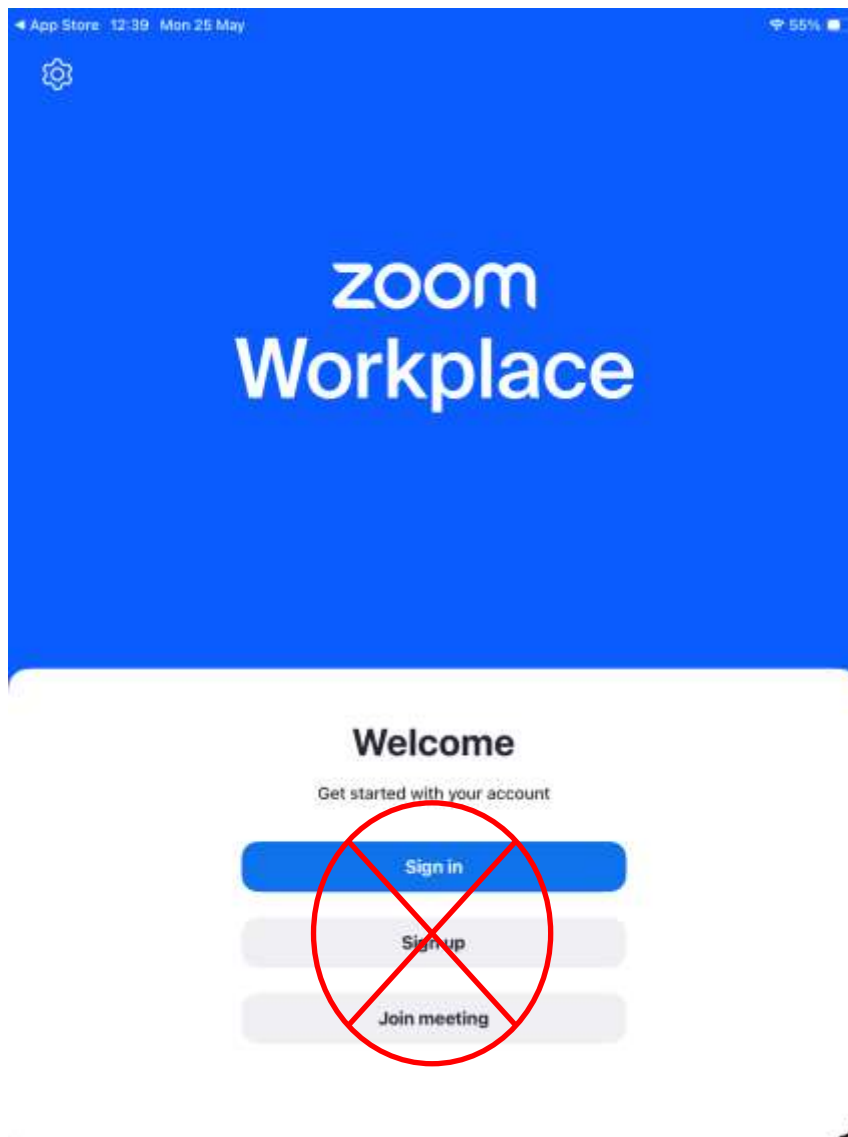 ◀ App Store 12:39 Mon 25 May 55%
zoom
Workplace
Welcome
Get started with your account
Sign in
Sign up
Join meeting